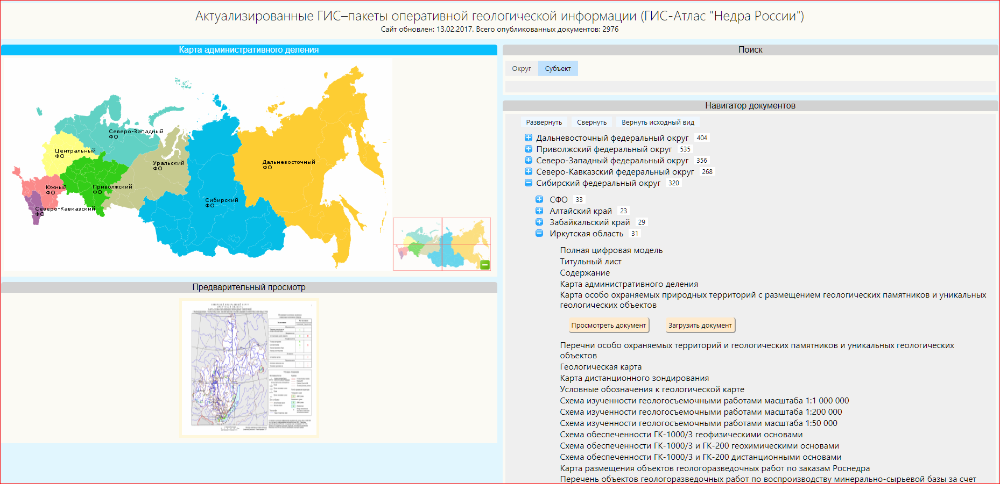 Актуализированные ГИС–пакеты оперативной геологической информации (ГИС-Атлас "Недра России")
Сайт обновлен: 13.02.2017. Всего опубликованных документов: 2976
Карта административного деления
Северо-Западный
ФО
Центральный
ФО
Уральский
ФО
Дальневосточный
ФО
Южный
ФО
Приволжский
ФО
Сибирский
ФО
Северо-Кавказский
ФО
Предварительный просмотр
Поиск
Округ Субъект
Навигатор документов
Развернуть Свернуть Вернуть исходный вид
Дальневосточный федеральный округ 404
Приволжский федеральный округ 535
Северо-Западный федеральный округ 356
Северо-Кавказский федеральный округ 268
Сибирский федеральный округ 320
СФО 33
Алтайский край 23
Забайкальский край 29
Иркутская область 31
Полная цифровая модель
Титульный лист
Содержание
Карта административного деления
Карта особо охраняемых природных территорий с размещением геологических памятников и уникальных
геологических объектов
Просмотреть документ Загрузить документ
Перечни особо охраняемых территорий и геологических памятников и уникальных геологических
объектов
Геологическая карта
Карта дистанционного зондирования
Условные обозначения к геологической карте
Схема изученности геологосъемочными работами масштаба 1:1 000 000
Схема изученности геологосъемочными работами масштаба 1:200 000
Схема изученности геологосъемочными работами масштаба 1:50 000
Схема обеспеченности ГК-1000/3 геофизическими основами
Схема обеспеченности ГК-1000/3 и ГК-200 геохимическими основами
Схема обеспеченности ГК-1000/3 и ГК-200 дистанционными основами
Карта размещения объектов геологоразведочных работ по заказам Роснедра
Перечень объектов геологоразведочных работ по воспроизводству минерально-сырьевой базы за счет